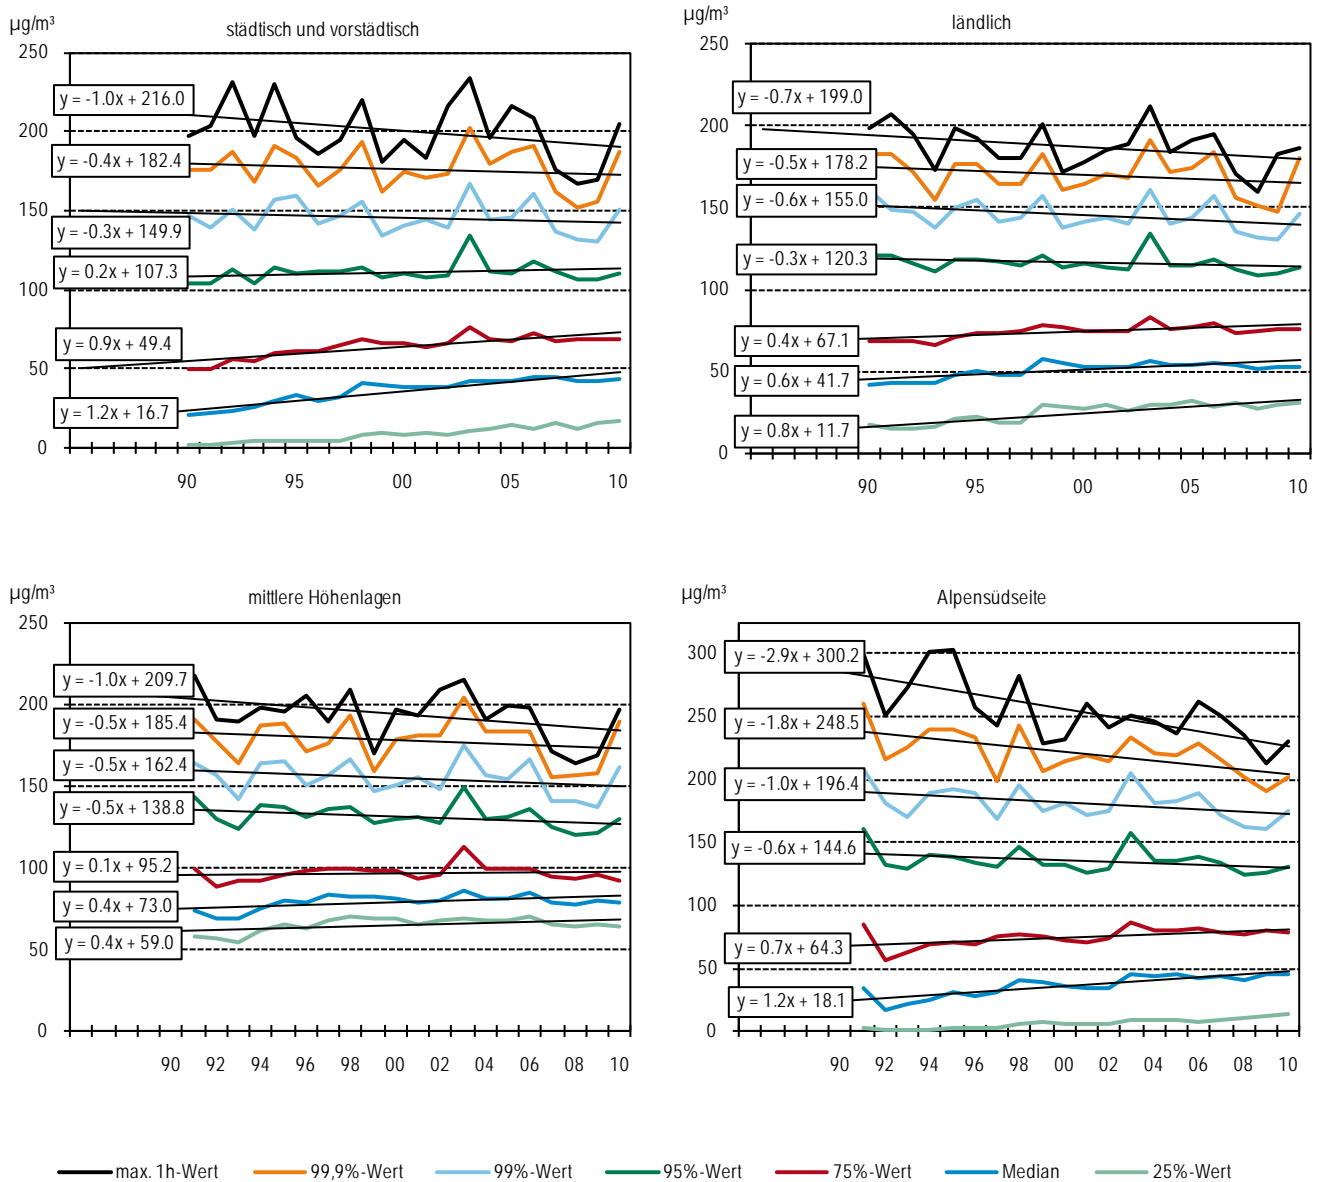 µg/m³
städtisch und vorstädtisch
250
200
150
100
50
0
y = -1.0x + 216.0
y = -0.4x + 182.4
y = -0.3x + 149.9
y = 0.2x + 107.3
y = 0.9x + 49.4
y = 1.2x + 16.7
90 95 00 05 10
µg/m³
ländlich
250
200
150
100
50
0
y = -0.7x + 199.0
y = -0.5x + 178.2
y = -0.6x + 155.0
y = -0.3x + 120.3
y = 0.4x + 67.1
y = 0.6x + 41.7
y = 0.8x + 11.7
90 95 00 05 10
µg/m³
mittlere Höhenlagen
250
200
150
100
50
0
y = -1.0x + 209.7
y = -0.5x + 185.4
y = -0.5x + 162.4
y = -0.5x + 138.8
y = 0.1x + 95.2
y = 0.4x + 73.0
y = 0.4x + 59.0
90 92 94 96 98 00 02 04 06 08 10
µg/m³
Alpensüdseite
300
250
200
150
100
50
0
y = -2.9x + 300.2
y = -1.8x + 248.5
y = -1.0x + 196.4
y = -0.6x + 144.6
y = 0.7x + 64.3
y = 1.2x + 18.1
90 92 94 96 98 00 02 04 06 08 10
max. 1h-Wert 99,9%-Wert 99%-Wert 95%-Wert 75%-Wert Median 25%-Wert